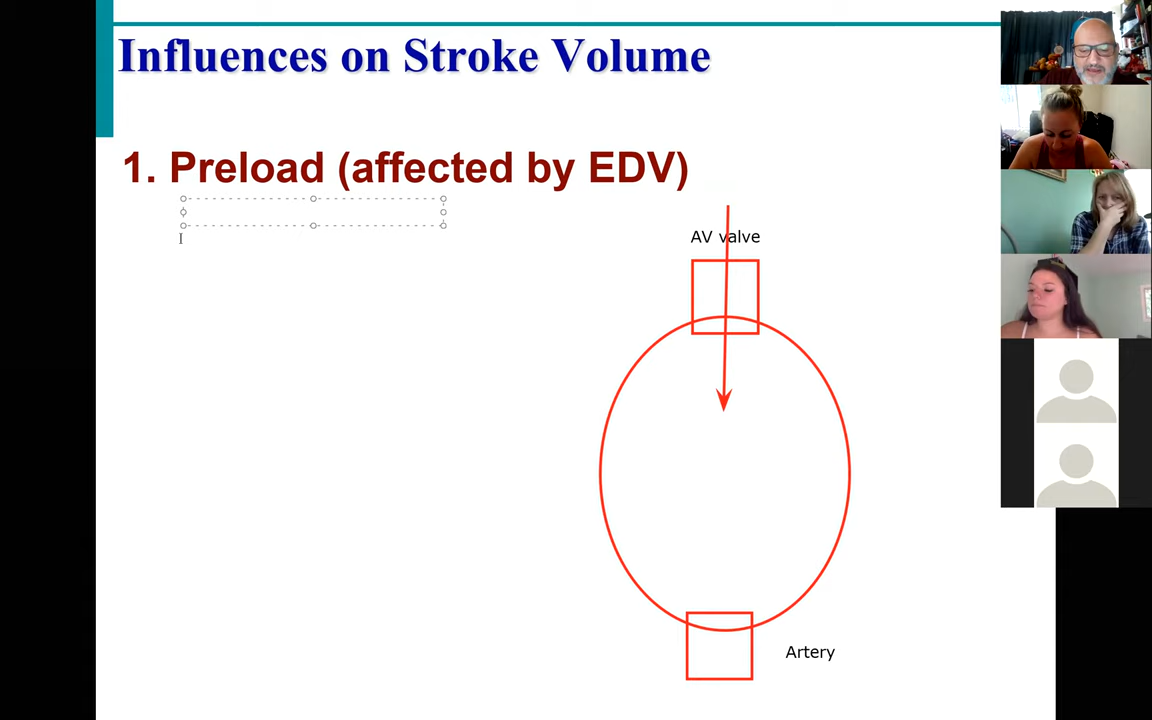 Influences on Stroke Volume
1. Preload (affected by EDV)
AV valve
Artery